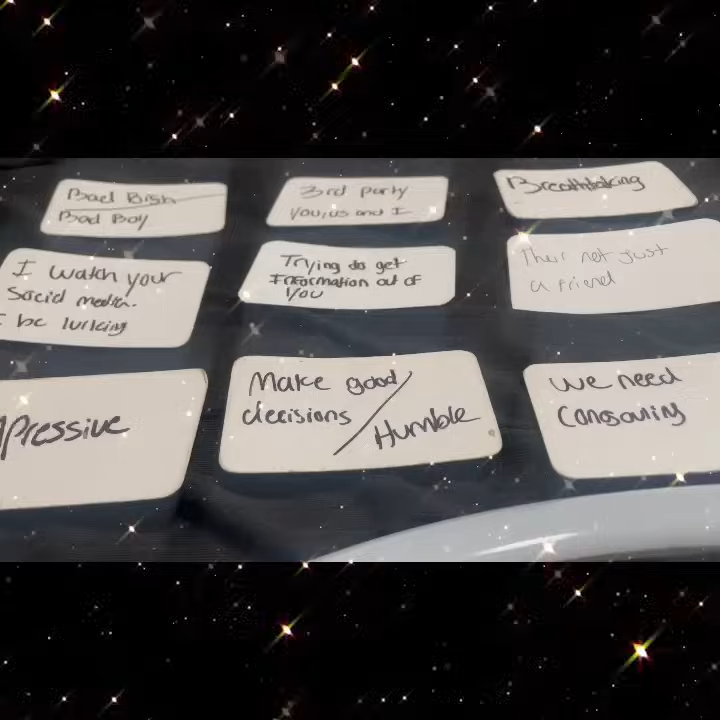 Bad Bish
Bad Boy
3rd party
You, us and I
Breathtaking
I watch your
Social media.
I be lurking
Trying to get
Information out of
You
Their not just
a friend
pressive
Make good
decisions / Humble
We need